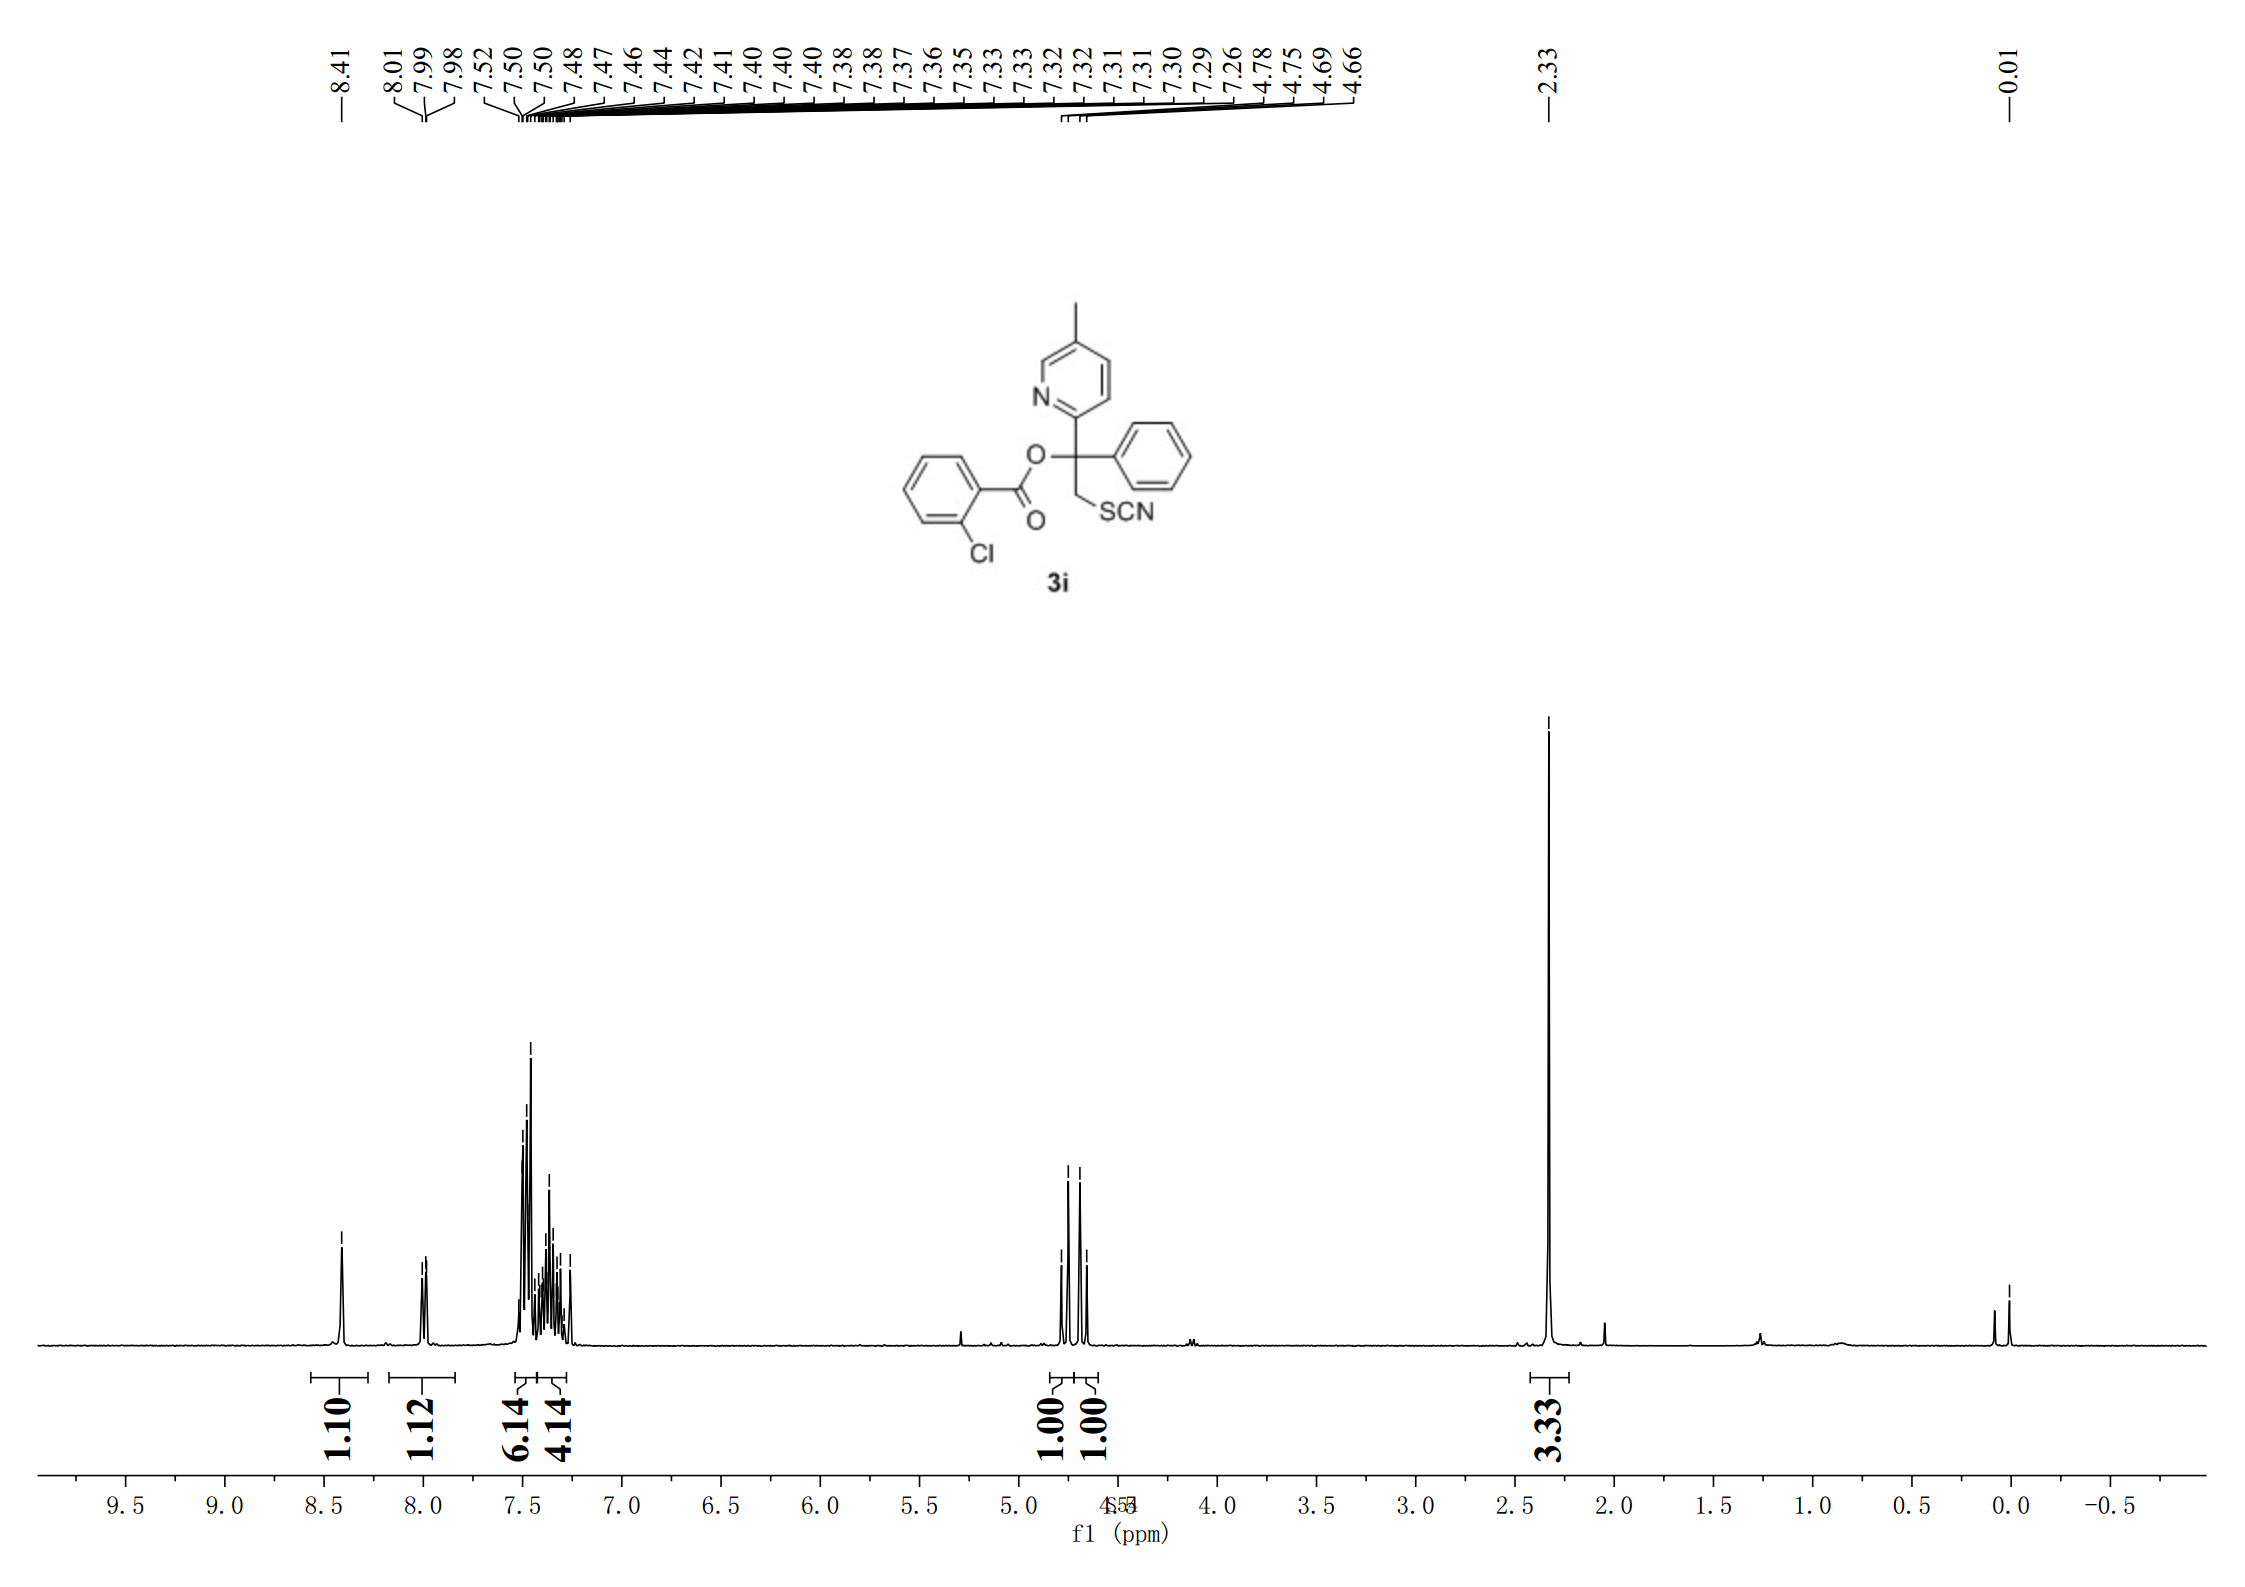 8.41 8.01 7.99 7.98 7.52 7.50 7.50 7.48 7.47 7.46 7.44 7.42 7.41 7.40 7.40 7.40 7.38 7.38 7.37 7.36 7.35 7.33 7.33 7.32 7.32 7.31 7.31 7.30 7.29 7.26 4.78 4.75 4.69 4.66 2.33 0.01
N
O
SCN
O
Cl
3i
1.10 1.12 6.14 4.14 1.00 1.00 3.33
9.5 9.0 8.5 8.0 7.5 7.0 6.5 6.0 5.5 5.0 4.5 S54 4.0 3.5 3.0 2.5 2.0 1.5 1.0 0.5 0.0 -0.5
f1 (ppm)